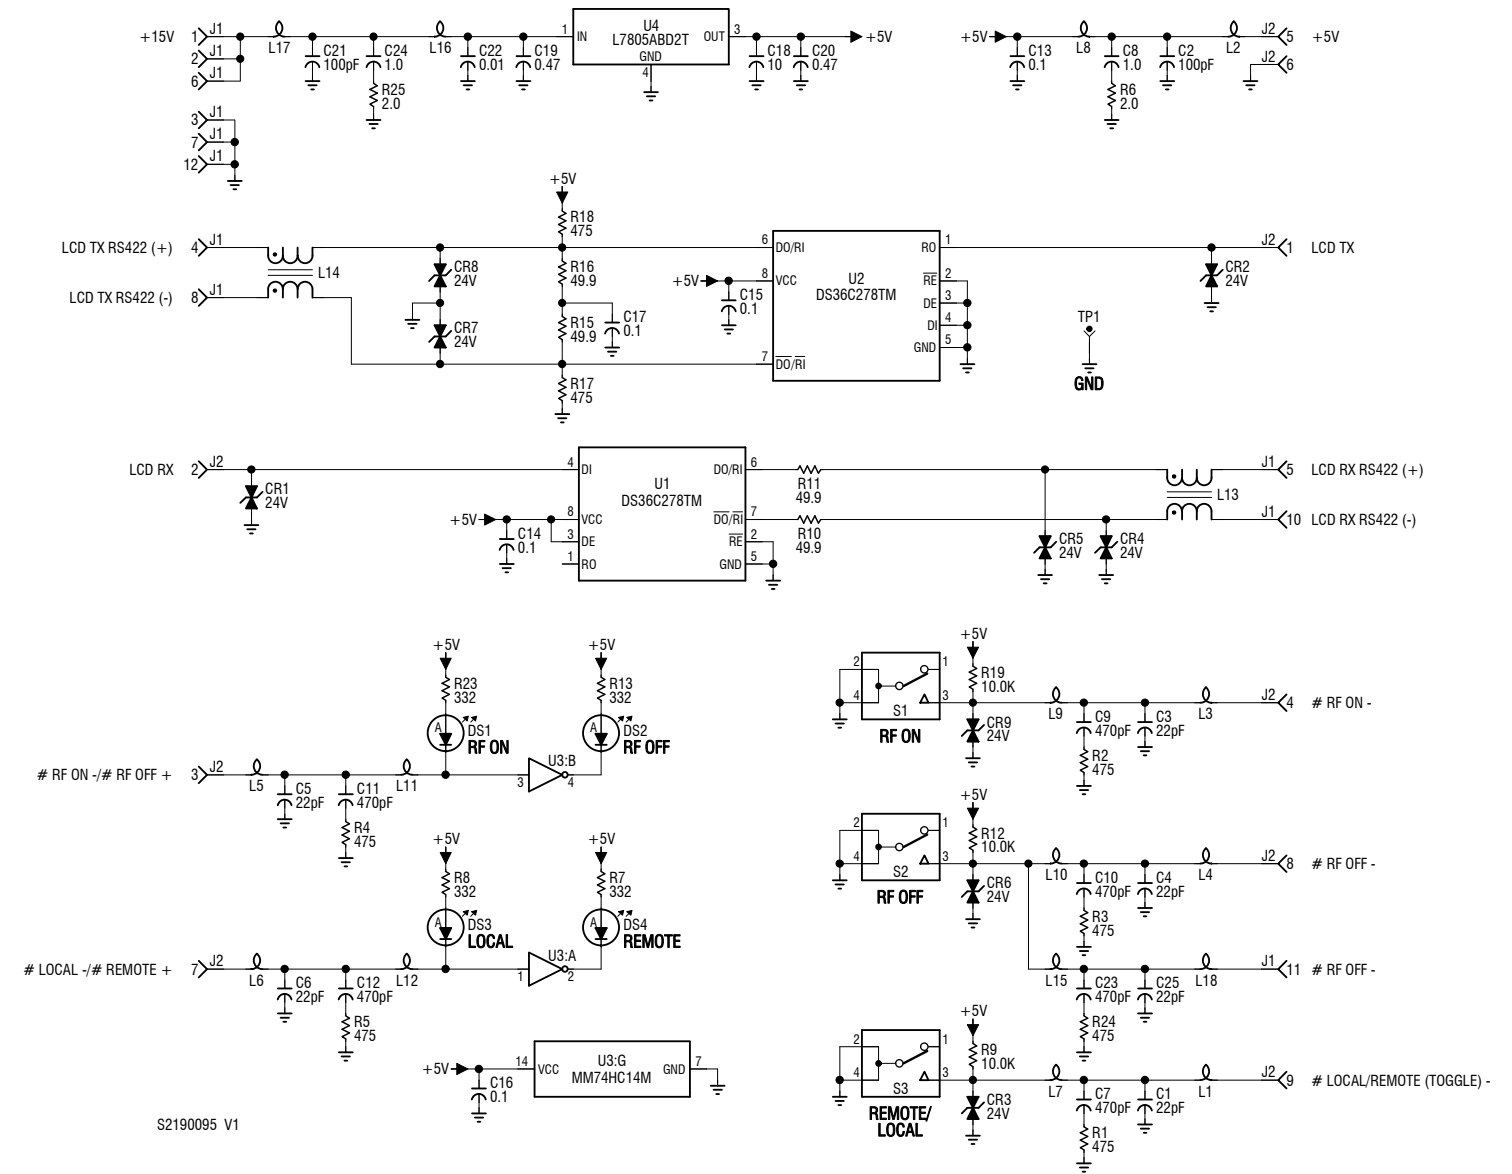 +15V 1 J1 L17 C21 100pF C24 1.0 L16 C22 0.01 C19 0.47 1 IN U4 L7805ABD2T OUT 3 GND 4 C18 10 C20 0.47 +5V
2 J1
6 J1
R25 2.0
+5V C13 0.1 L8 C8 1.0 C2 100pF L2 J2 5 +5V
J2 6
R6 2.0
3 J1
7 J1
12 J1
+5V
R18 475
LCD TX RS422 (+) 4 J1
L14
LCD TX RS422 (-) 8 J1
CR8 24V
CR7 24V
R16 49.9
R15 49.9
C17 0.1
R17 475
+5V
C15 0.1
6 DO/RI
8 VCC
7 DO/RI
U2
DS36C278TM
RO 1
RE 2
DE 3
DI 4
GND 5
J2 1 LCD TX
CR2 24V
TP1
GND
LCD RX 2 J2
CR1 24V
+5V
C14 0.1
4 DI
8 VCC
3 DE
1 RO
U1
DS36C278TM
DO/RI 6
DO/RI 7
RE 2
GND 5
R11 49.9
R10 49.9
CR5 24V
CR4 24V
L13
J1 5 LCD RX RS422 (+)
J1 10 LCD RX RS422 (-)
+5V
R23 332
A
DS1
RF ON
+5V
R13 332
A
DS2
RF OFF
# RF ON -/# RF OFF + 3 J2 L5 C5 22pF C11 470pF L11 3 U3:B 4
R4 475
+5V
R8 332
A
DS3
LOCAL
+5V
R7 332
A
DS4
REMOTE
# LOCAL -/# REMOTE + 7 J2 L6 C6 22pF C12 470pF L12 1 U3:A 2
R5 475
+5V 14 VCC U3:G MM74HC14M GND 7
C16 0.1
S2190095 V1
+5V
R19 10.0K
2 1
4 3
S1
RF ON
CR9 24V
L9 C9 470pF C3 22pF L3 J2 4 # RF ON -
R2 475
+5V
R12 10.0K
2 1
4 3
S2
RF OFF
CR6 24V
L10 C10 470pF C4 22pF L4 J2 8 # RF OFF -
R3 475
L15 C23 470pF C25 22pF L18 J1 11 # RF OFF -
R24 475
+5V
R9 10.0K
2 1
4 3
S3
REMOTE/
LOCAL
CR3 24V
L7 C7 470pF C1 22pF L1 J2 9 # LOCAL/REMOTE (TOGGLE) -
R1 475